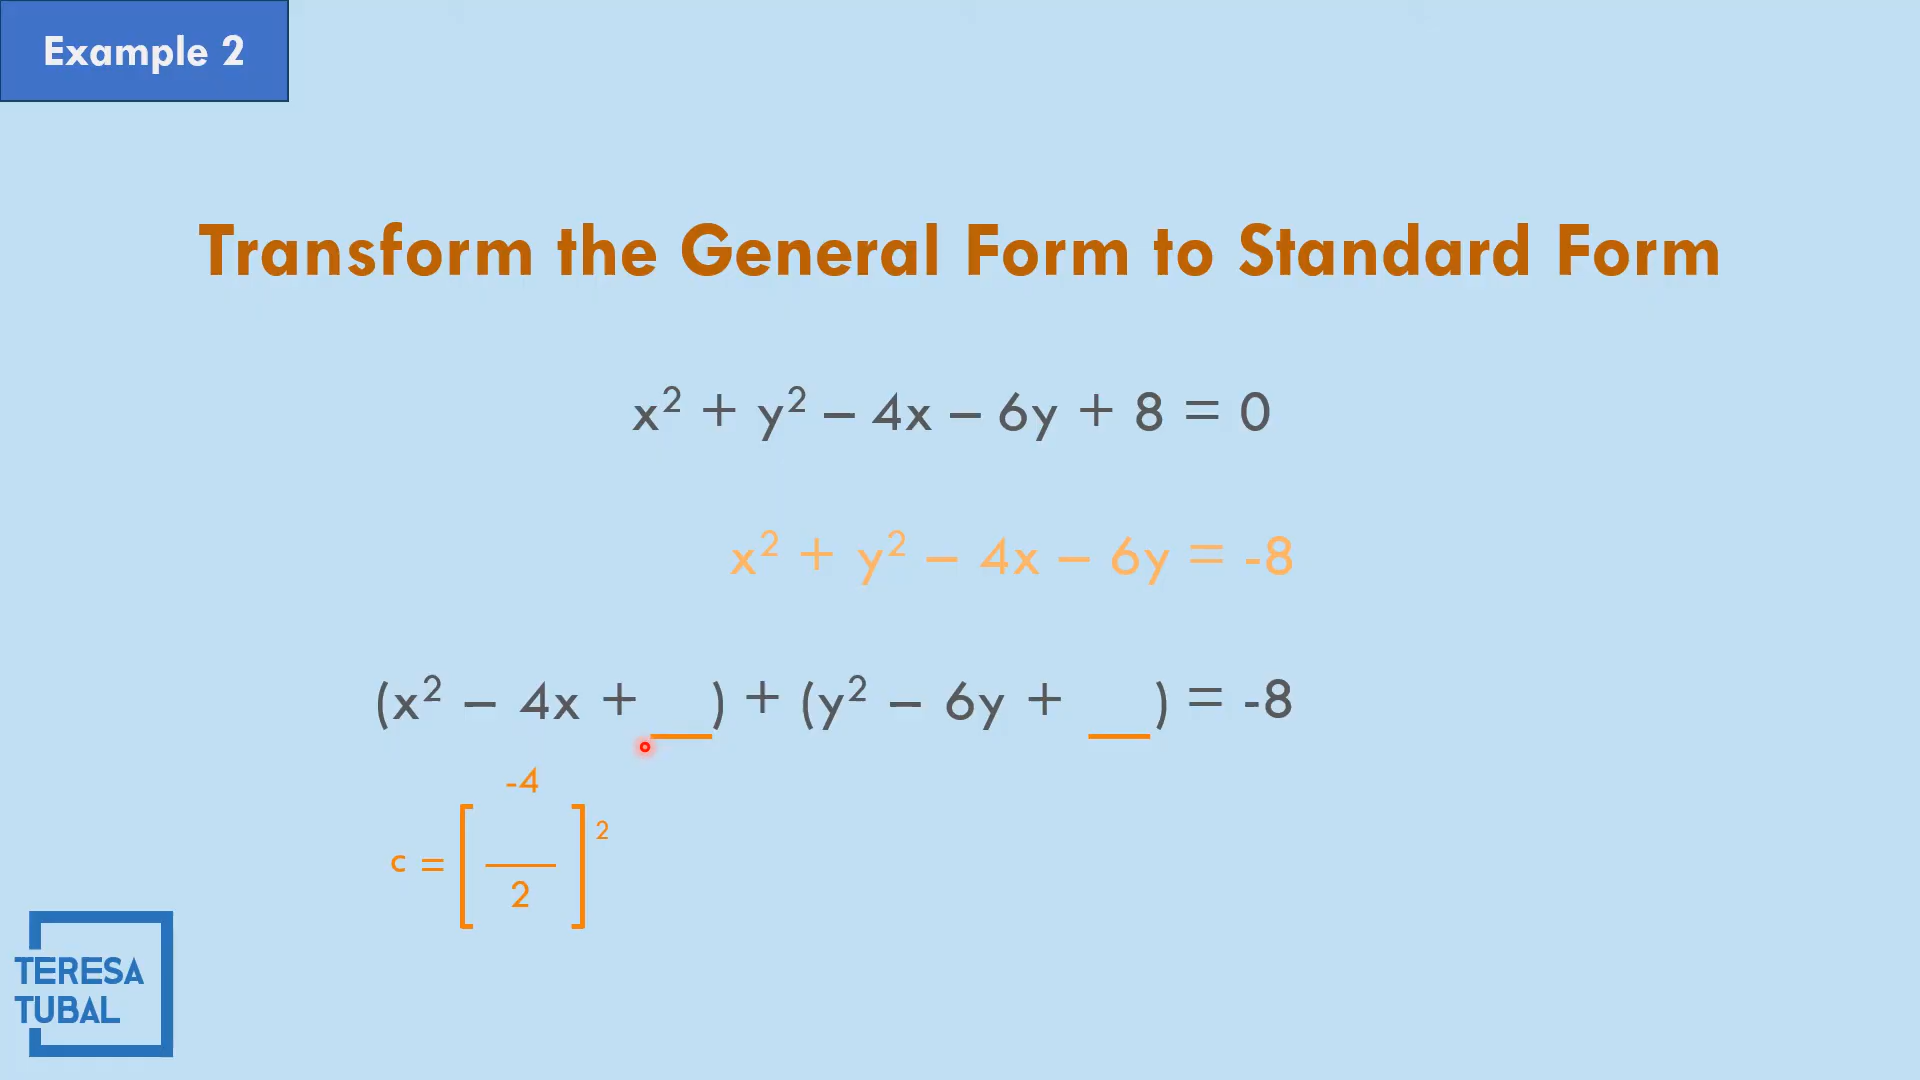 Example 2
Transform the General Form to Standard Form
x² + y² – 4x – 6y + 8 = 0
x² + y² – 4x – 6y = -8
(x² – 4x + __) + (y² – 6y + __) = -8
-4
c = [ — ]²
2
TERESA
TUBAL